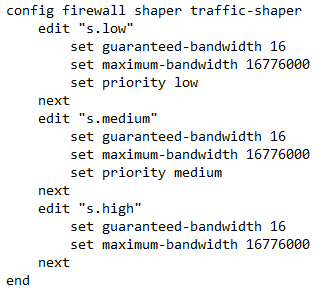 config firewall shaper traffic-shaper
    edit "s.low"
        set guaranteed-bandwidth 16
        set maximum-bandwidth 16776000
        set priority low
    next
    edit "s.medium"
        set guaranteed-bandwidth 16
        set maximum-bandwidth 16776000
        set priority medium
    next
    edit "s.high"
        set guaranteed-bandwidth 16
        set maximum-bandwidth 16776000
    next
end